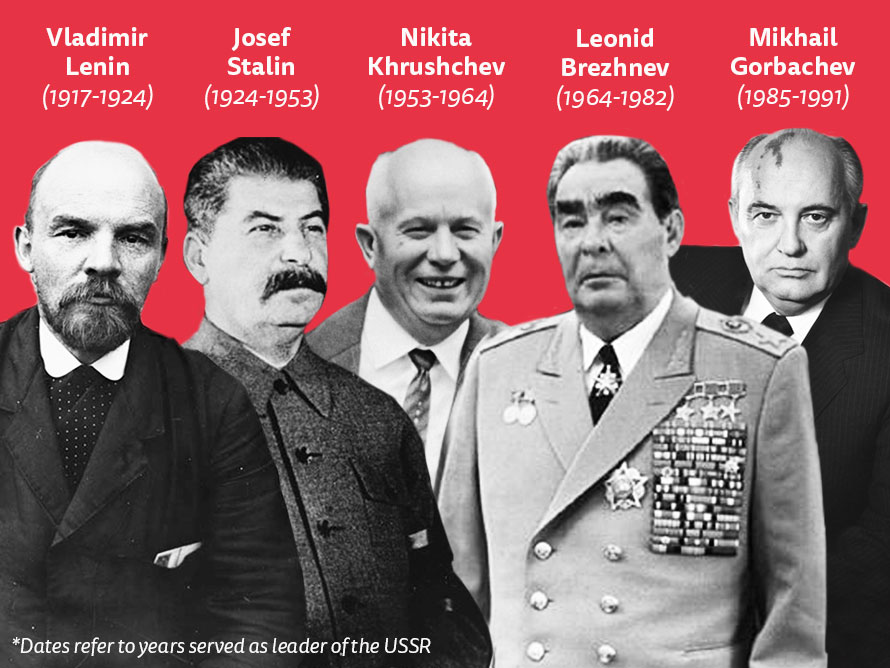 Vladimir
Lenin
(1917-1924)
Josef
Stalin
(1924-1953)
Nikita
Khrushchev
(1953-1964)
Leonid
Brezhnev
(1964-1982)
Mikhail
Gorbachev
(1985-1991)
*Dates refer to years served as leader of the USSR